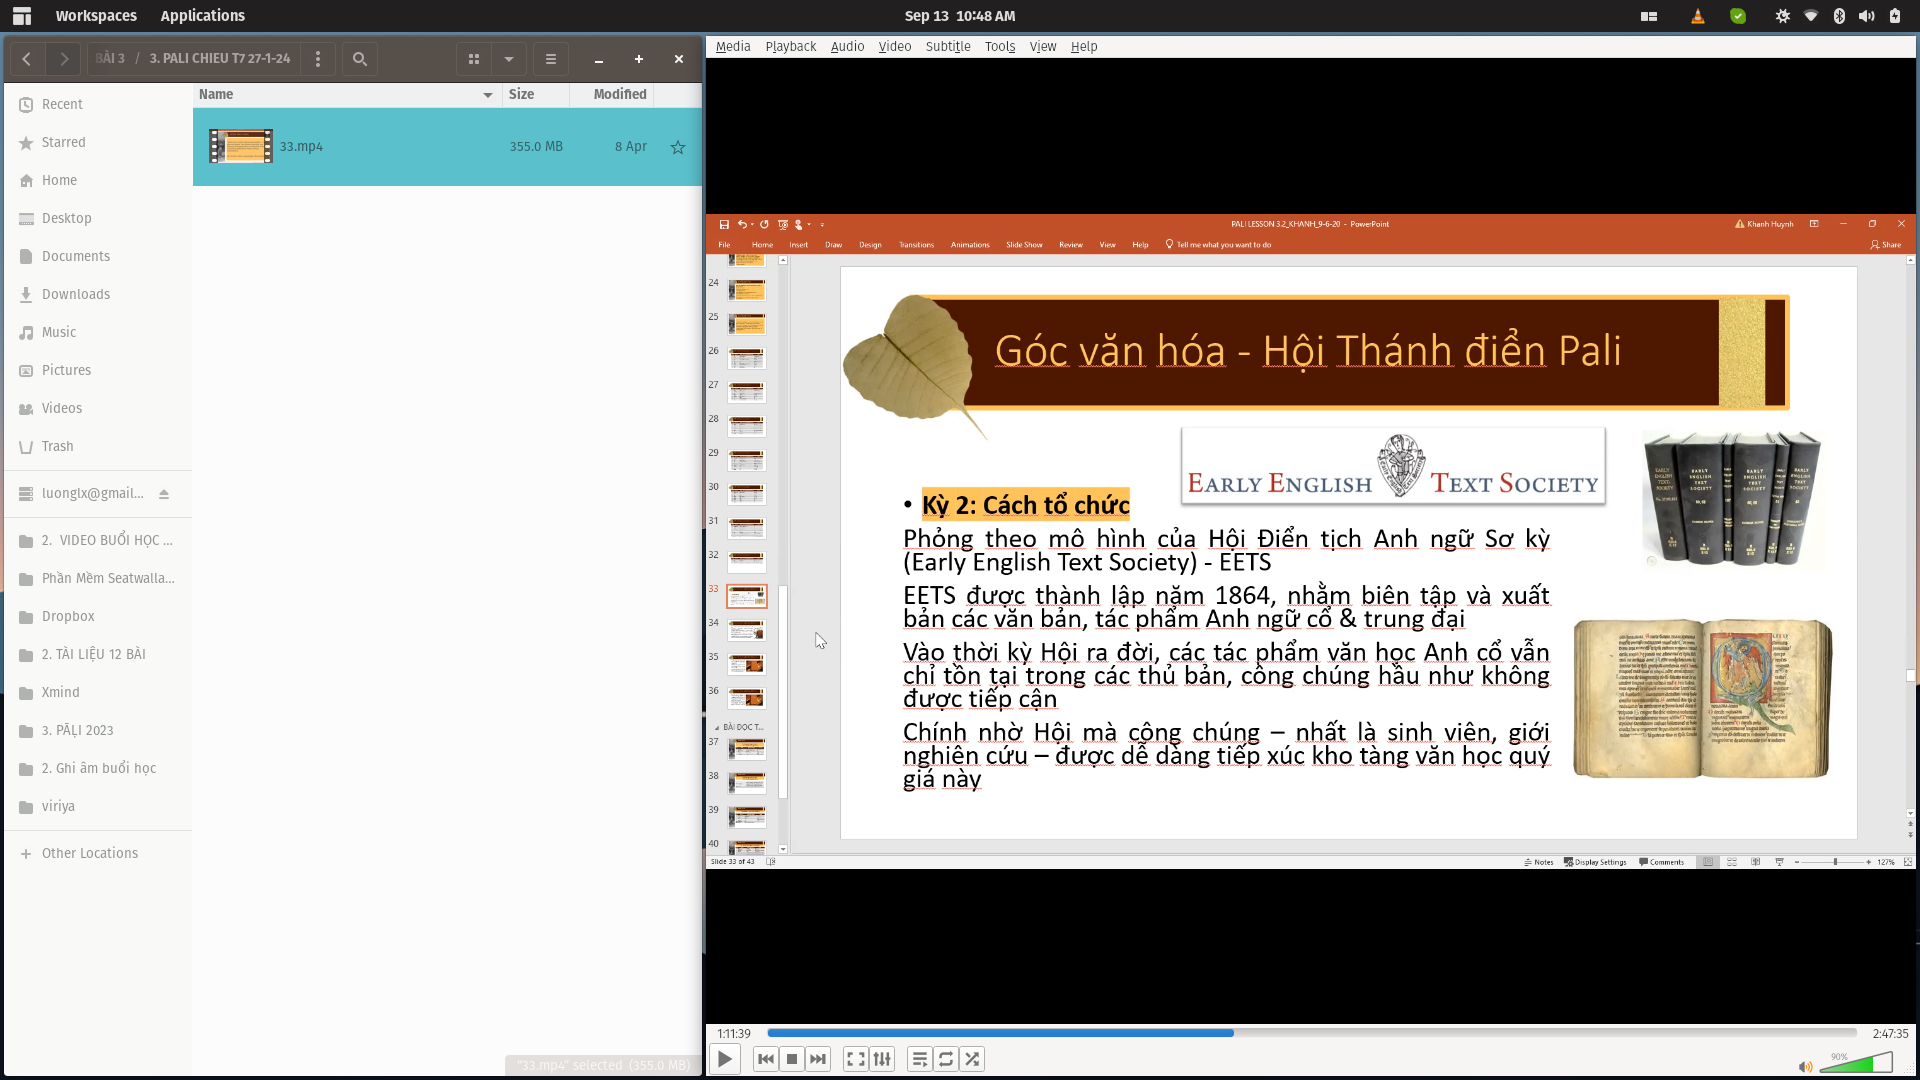 Workspaces Applications Sep 13 10:48 AM
BÀI 3 / 3. PALI CHIEU T7 27-1-24
Name Size Modified
33.mp4 355.0 MB 8 Apr
Recent
Starred
Home
Desktop
Documents
Downloads
Music
Pictures
Videos
Trash
luonglx@gmail...
2. VIDEO BUỔI HỌC ...
Phần Mềm Seatwalla...
Dropbox
2. TÀI LIỆU 12 BÀI
Xmind
3. PĀḶI 2023
2. Ghi âm buổi học
viriya
Other Locations
"33.mp4" selected (355.0 MB)
Media Playback Audio Video Subtitle Tools View Help
PALI LESSON 3.2_KHANH_9-6-20 - PowerPoint
Khanh Huynh
File Home Insert Draw Design Transitions Animations Slide Show Review View Help Tell me what you want to do Share
24
25
26
27
28
29
30
31
32
33
34
35
36
BÀI ĐỌC T...
37
38
39
40
Góc văn hóa - Hội Thánh điển Pali
EARLY ENGLISH TEXT SOCIETY
• Kỳ 2: Cách tổ chức
Phỏng theo mô hình của Hội Điển tịch Anh ngữ Sơ kỳ
(Early English Text Society) - EETS
EETS được thành lập năm 1864, nhằm biên tập và xuất
bản các văn bản, tác phẩm Anh ngữ cổ & trung đại
Vào thời kỳ Hội ra đời, các tác phẩm văn học Anh cổ vẫn
chỉ tồn tại trong các thủ bản, công chúng hầu như không
được tiếp cận
Chính nhờ Hội mà công chúng – nhất là sinh viên, giới
nghiên cứu – được dễ dàng tiếp xúc kho tàng văn học quý
giá này
Slide 33 of 43
Notes Display Settings Comments 127%
1:11:39 2:47:35
90%